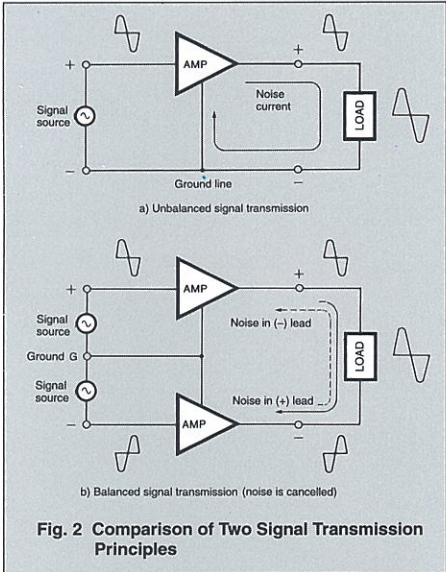 +
AMP
+
Noise
current
Signal
source
LOAD
−
Ground line
−
a) Unbalanced signal transmission
+
AMP
+
Signal
source
Noise in (−) lead
Ground G
LOAD
Signal
source
Noise in (+) lead
−
AMP
−
b) Balanced signal transmission (noise is cancelled)
Fig. 2 Comparison of Two Signal Transmission
Principles